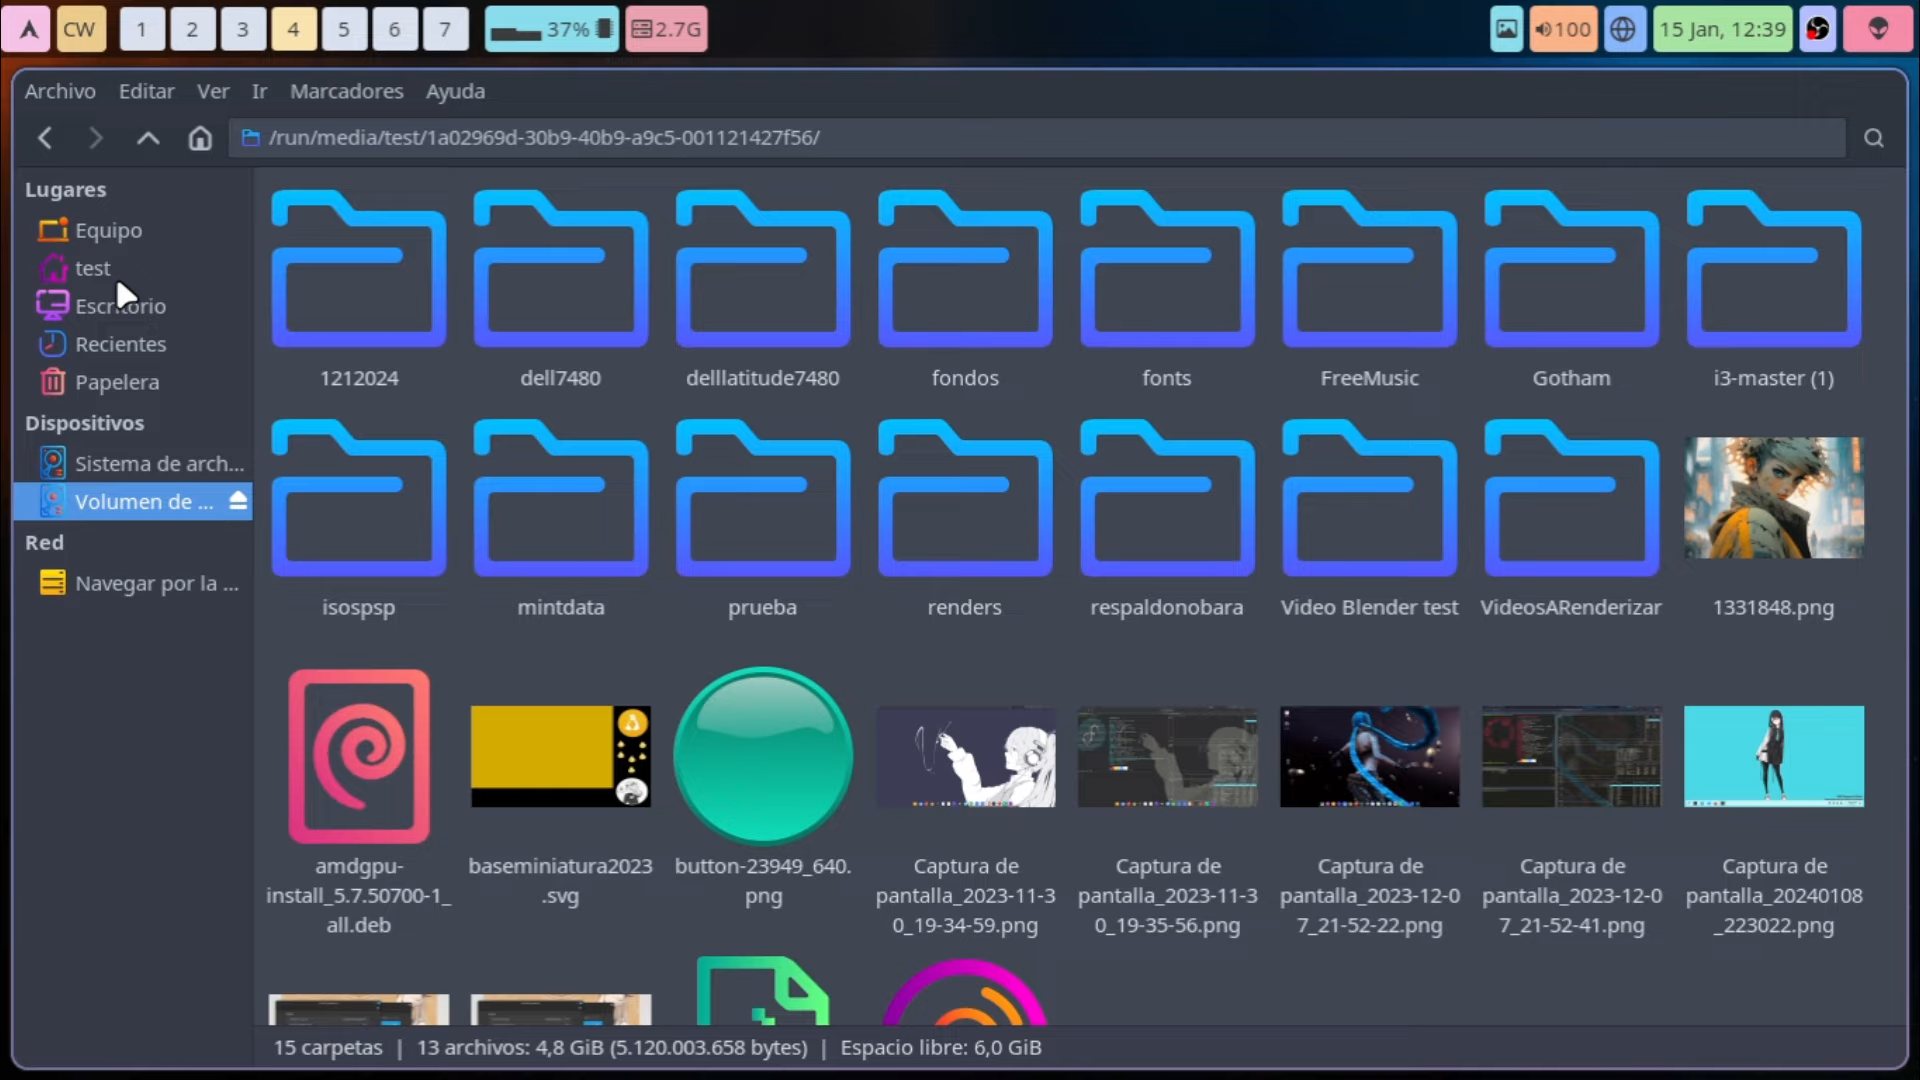 CW 1 2 3 4 5 6 7 37% 2.7G 100 15 Jan, 12:39
Archivo Editar Ver Ir Marcadores Ayuda
/run/media/test/1a02969d-30b9-40b9-a9c5-001121427f56/
Lugares
Equipo
test
Escritorio
Recientes
Papelera
Dispositivos
Sistema de arch...
Volumen de ...
Red
Navegar por la ...
1212024 dell7480 delllatitude7480 fondos fonts FreeMusic Gotham i3-master (1)
isospsp mintdata prueba renders respaldonobara Video Blender test VideosARenderizar 1331848.png
amdgpu- baseminiatura2023 button-23949_640. Captura de Captura de Captura de Captura de Captura de
install_5.7.50700-1_ .svg png pantalla_2023-11-3 pantalla_2023-11-3 pantalla_2023-12-0 pantalla_2023-12-0 pantalla_20240108
all.deb 0_19-34-59.png 0_19-35-56.png 7_21-52-22.png 7_21-52-41.png _223022.png
15 carpetas | 13 archivos: 4,8 GiB (5.120.003.658 bytes) | Espacio libre: 6,0 GiB